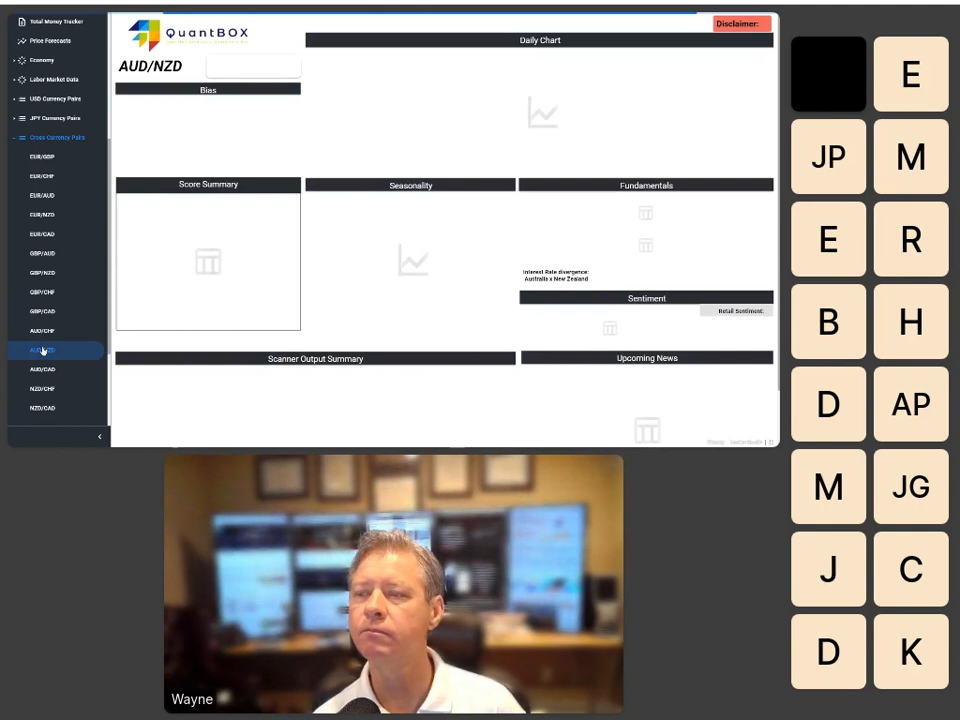 Total Money Tracker
Price Forecasts
Economy
Labor Market Data
USD Currency Pairs
JPY Currency Pairs
Cross Currency Pairs
EUR/GBP
EUR/CHF
EUR/AUD
EUR/NZD
EUR/CAD
GBP/AUD
GBP/NZD
GBP/CHF
GBP/CAD
AUD/CHF
AUD/NZD
AUD/CAD
NZD/CHF
NZD/CAD
QuantBOX
Disclaimer:
AUD/NZD
Daily Chart
Bias
Score Summary
Seasonality
Fundamentals
Interest Rate divergence:
Australia x New Zealand
Sentiment
Retail Sentiment:
Scanner Output Summary
Upcoming News
Wayne
E
JP
M
E
R
B
H
D
AP
M
JG
J
C
D
K